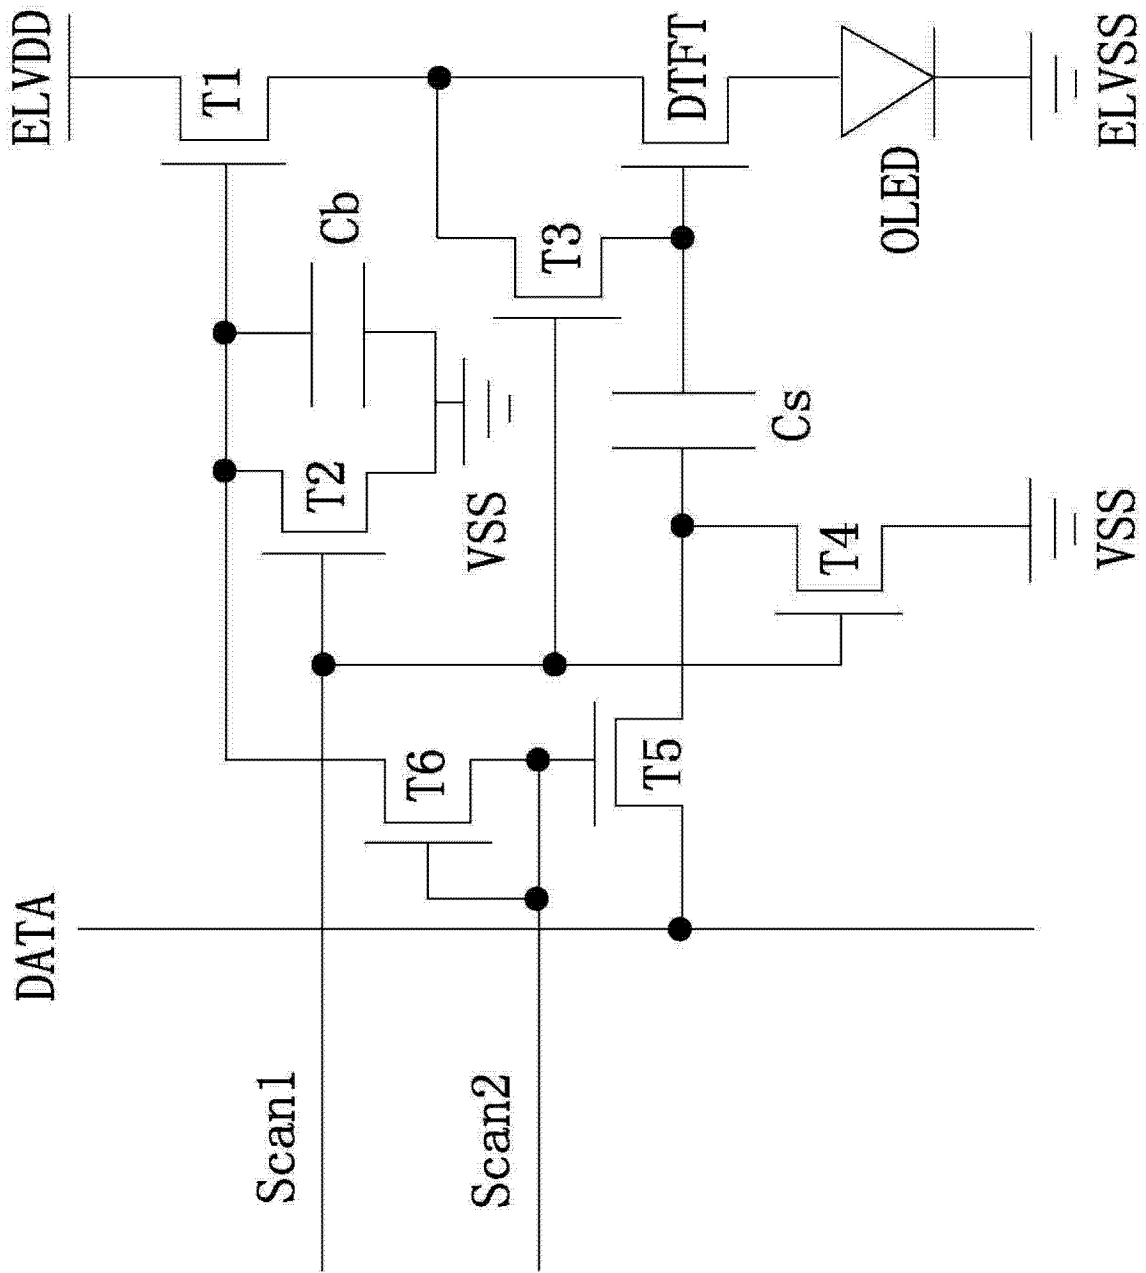 ELVDD
T1
DTFT
OLED
ELVSS
Cb
T3
T2
VSS
Cs
T4
VSS
T6
T5
DATA
Scan1
Scan2